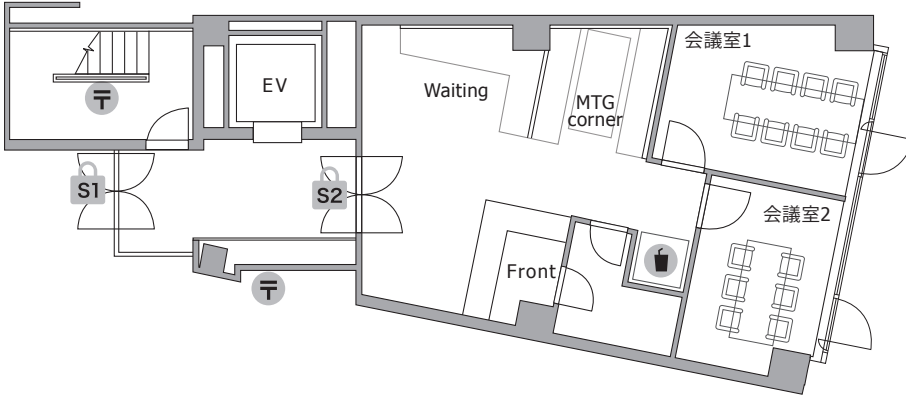 会議室1
EV
Waiting
MTG
corner
〒
S1
S2
会議室2
Front
〒